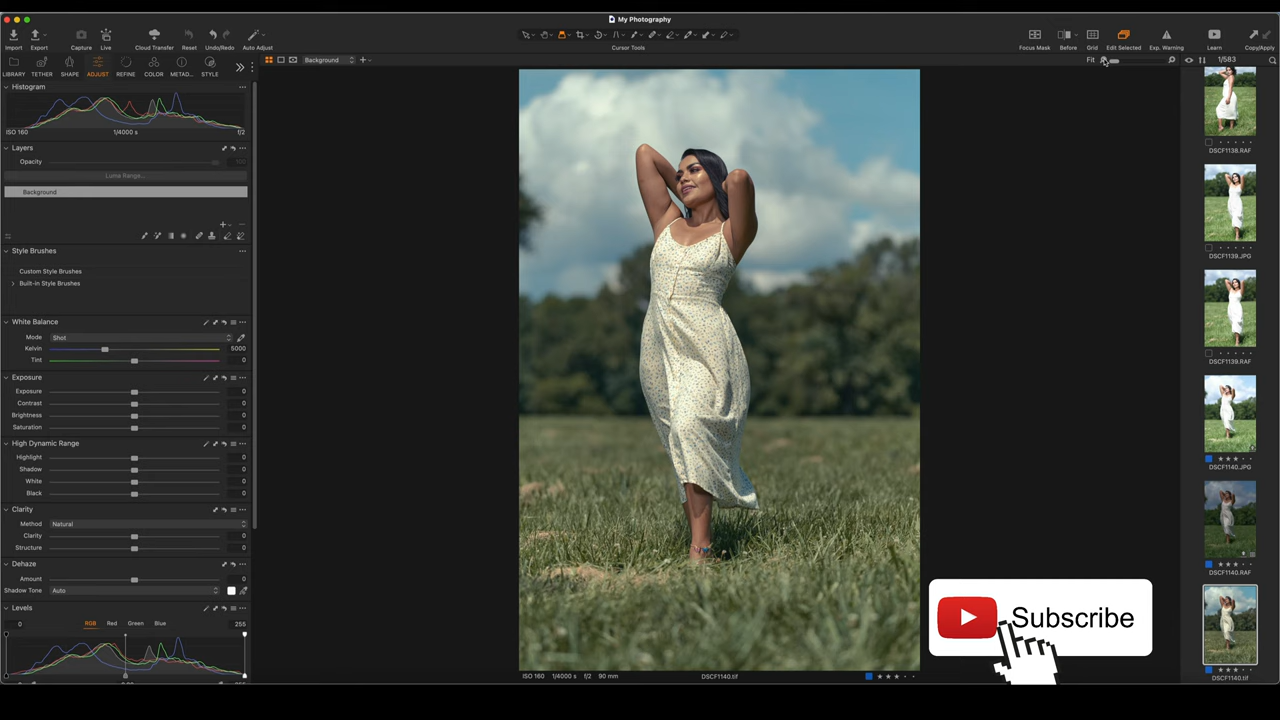 My Photography
Import
Export
Capture
Live
Cloud Transfer
Reset
Undo/Redo
Auto Adjust
Cursor Tools
Focus Mask
Before
Grid
Edit Selected
Exp. Warning
Learn
Copy/Apply
LIBRARY
TETHER
SHAPE
ADJUST
REFINE
COLOR
METAD...
STYLE
Background
Fit
1/583
Histogram
ISO 160
1/4000 s
f/2
Layers
Opacity
100
Luma Range...
Background
Style Brushes
Custom Style Brushes
Built-in Style Brushes
White Balance
Mode
Shot
Kelvin
5000
Tint
0
Exposure
Exposure
0
Contrast
0
Brightness
0
Saturation
0
High Dynamic Range
Highlight
0
Shadow
0
White
0
Black
0
Clarity
Method
Natural
Clarity
0
Structure
0
Dehaze
Amount
0
Shadow Tone
Auto
Levels
0
RGB
Red
Green
Blue
255
ISO 160
1/4000 s
f/2
90 mm
DSCF1140.tif
DSCF1138.RAF
DSCF1139.JPG
DSCF1139.RAF
DSCF1140.JPG
DSCF1140.RAF
DSCF1140.tif
Subscribe